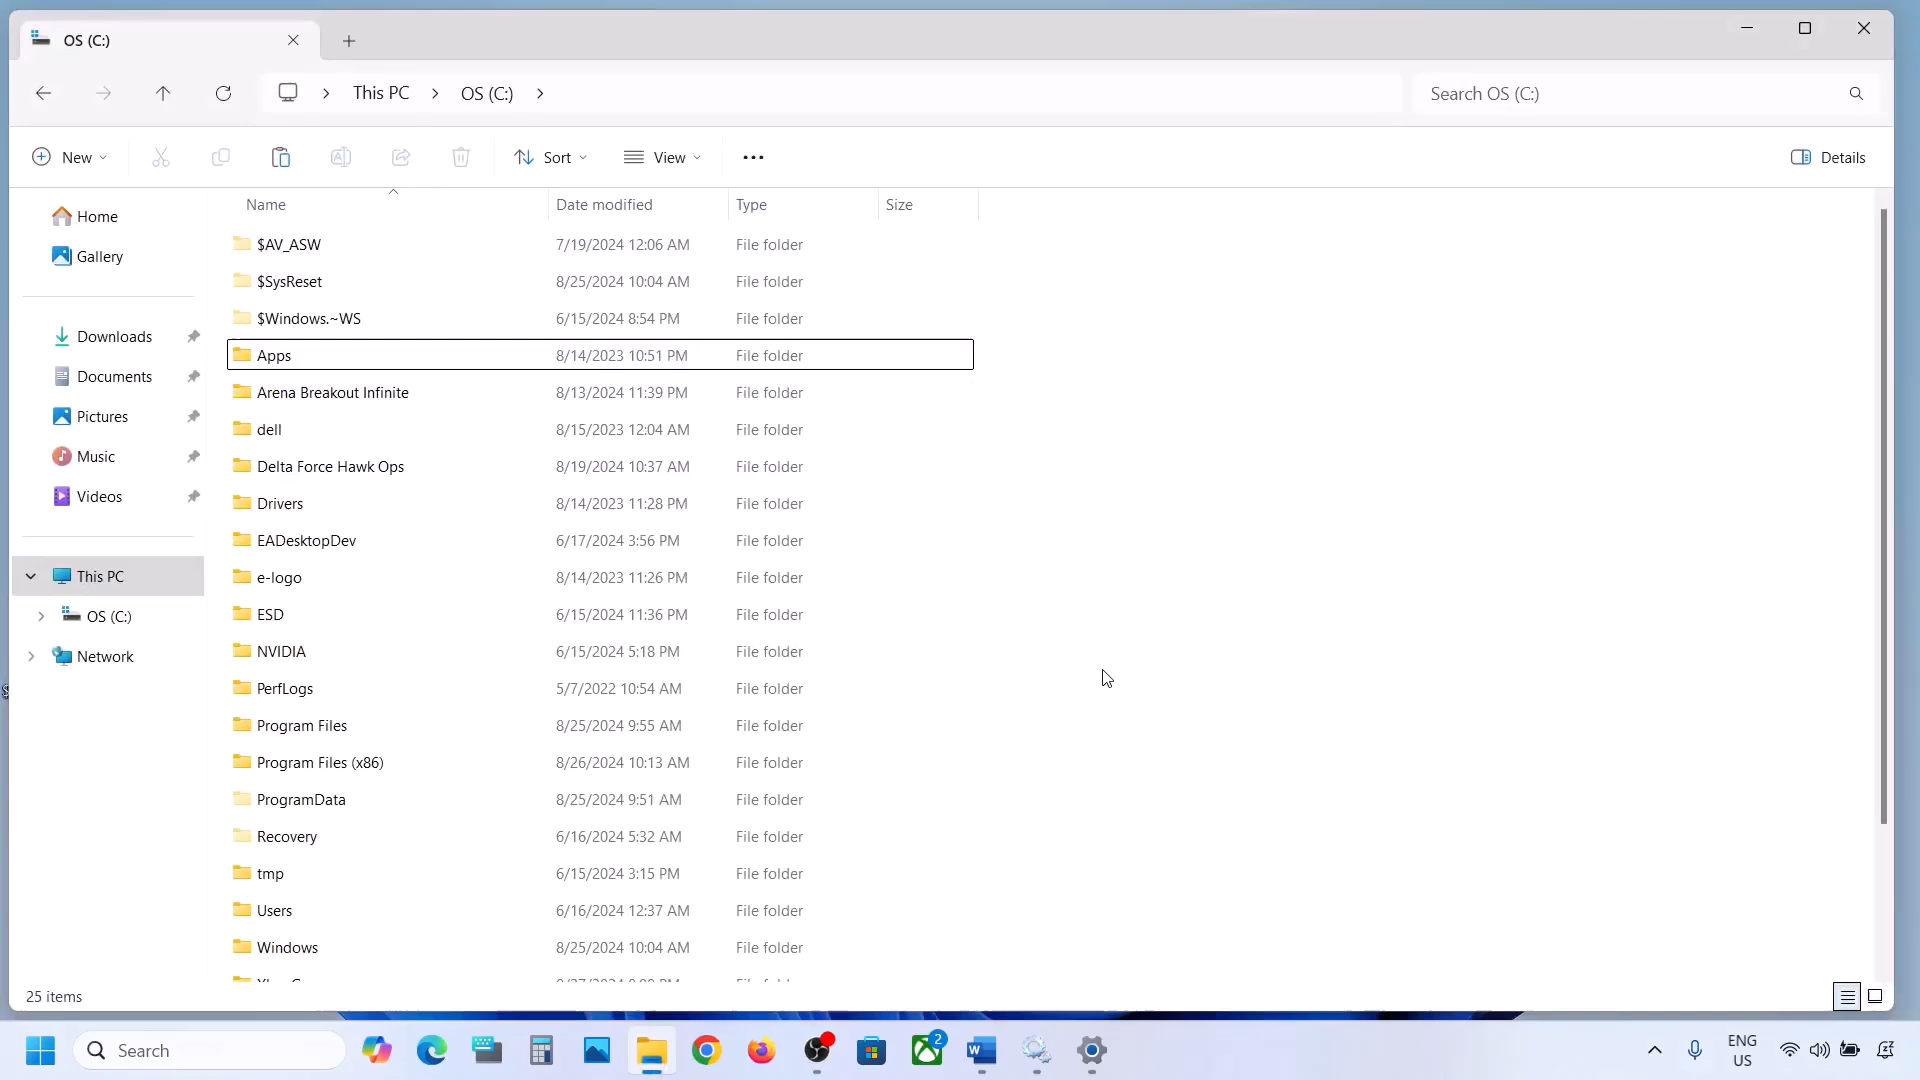 OS (C:)
This PC
OS (C:)
Search OS (C:)
New
Sort
View
Details
Name Date modified Type Size
Home
Gallery
Downloads
Documents
Pictures
Music
Videos
This PC
OS (C:)
Network
$AV_ASW 7/19/2024 12:06 AM File folder
$SysReset 8/25/2024 10:04 AM File folder
$Windows.~WS 6/15/2024 8:54 PM File folder
Apps 8/14/2023 10:51 PM File folder
Arena Breakout Infinite 8/13/2024 11:39 PM File folder
dell 8/15/2023 12:04 AM File folder
Delta Force Hawk Ops 8/19/2024 10:37 AM File folder
Drivers 8/14/2023 11:28 PM File folder
EADesktopDev 6/17/2024 3:56 PM File folder
e-logo 8/14/2023 11:26 PM File folder
ESD 6/15/2024 11:36 PM File folder
NVIDIA 6/15/2024 5:18 PM File folder
PerfLogs 5/7/2022 10:54 AM File folder
Program Files 8/25/2024 9:55 AM File folder
Program Files (x86) 8/26/2024 10:13 AM File folder
ProgramData 8/25/2024 9:51 AM File folder
Recovery 6/16/2024 5:32 AM File folder
tmp 6/15/2024 3:15 PM File folder
Users 6/16/2024 12:37 AM File folder
Windows 8/25/2024 10:04 AM File folder
25 items
Search
2
ENG
US